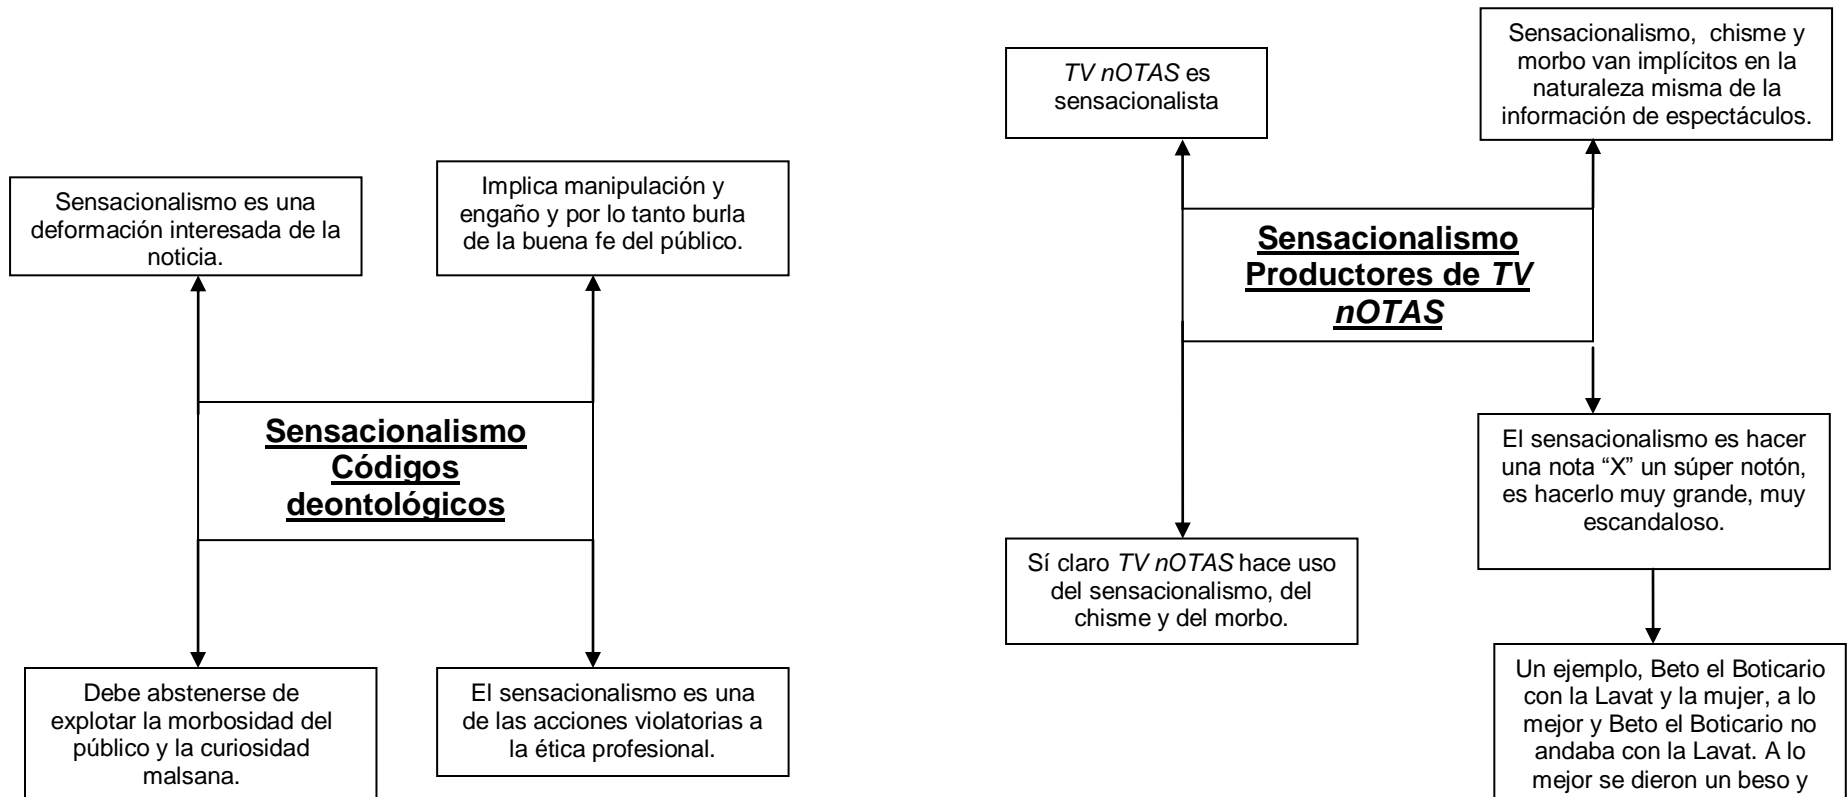 Sensacionalismo es una
deformación interesada de la
noticia.
Implica manipulación y
engaño y por lo tanto burla
de la buena fe del público.
Sensacionalismo
Códigos
deontológicos
Debe abstenerse de
explotar la morbosidad del
público y la curiosidad
malsana.
El sensacionalismo es una
de las acciones violatorias a
la ética profesional.
TV nOTAS es
sensacionalista
Sensacionalismo, chisme y
morbo van implícitos en la
naturaleza misma de la
información de espectáculos.
Sensacionalismo
Productores de TV
nOTAS
Sí claro TV nOTAS hace uso
del sensacionalismo, del
chisme y del morbo.
El sensacionalismo es hacer
una nota “X” un súper notón,
es hacerlo muy grande, muy
escandaloso.
Un ejemplo, Beto el Boticario
con la Lavat y la mujer, a lo
mejor y Beto el Boticario no
andaba con la Lavat. A lo
mejor se dieron un beso y